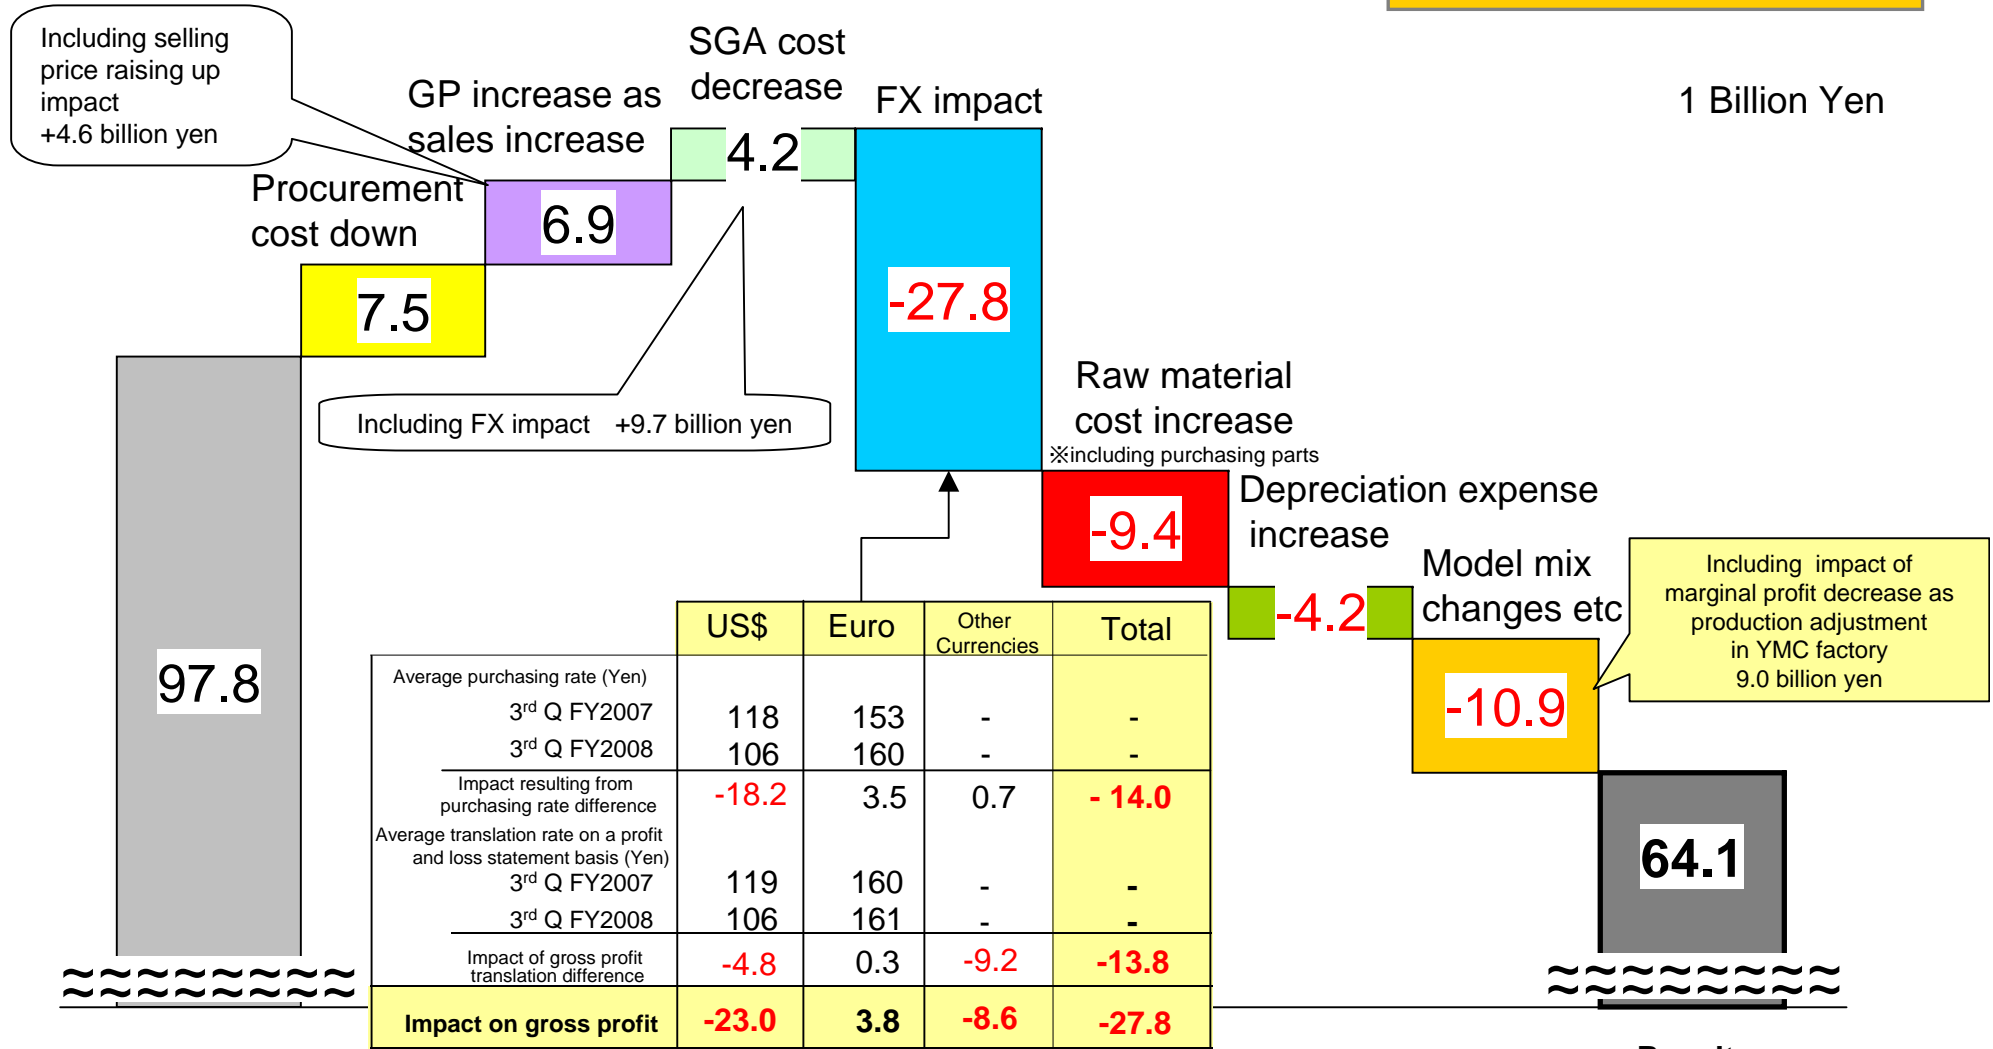 Including selling
price raising up
impact
+4.6 billion yen
GP increase as
sales increase
SGA cost
decrease
FX impact
1 Billion Yen
Procurement
cost down
4.2
6.9
7.5
-27.8
Including FX impact +9.7 billion yen
Raw material
cost increase
※including purchasing parts
-9.4
Depreciation expense
increase
-4.2
Model mix
changes etc
-10.9
Including impact of
marginal profit decrease as
production adjustment
in YMC factory
9.0 billion yen
97.8
64.1
US$ Euro Other Currencies Total
Average purchasing rate (Yen)
3rd Q FY2007 118 153 - -
3rd Q FY2008 106 160 - -
Impact resulting from
purchasing rate difference -18.2 3.5 0.7 - 14.0
Average translation rate on a profit
and loss statement basis (Yen)
3rd Q FY2007 119 160 - -
3rd Q FY2008 106 161 - -
Impact of gross profit
translation difference -4.8 0.3 -9.2 -13.8
Impact on gross profit -23.0 3.8 -8.6 -27.8